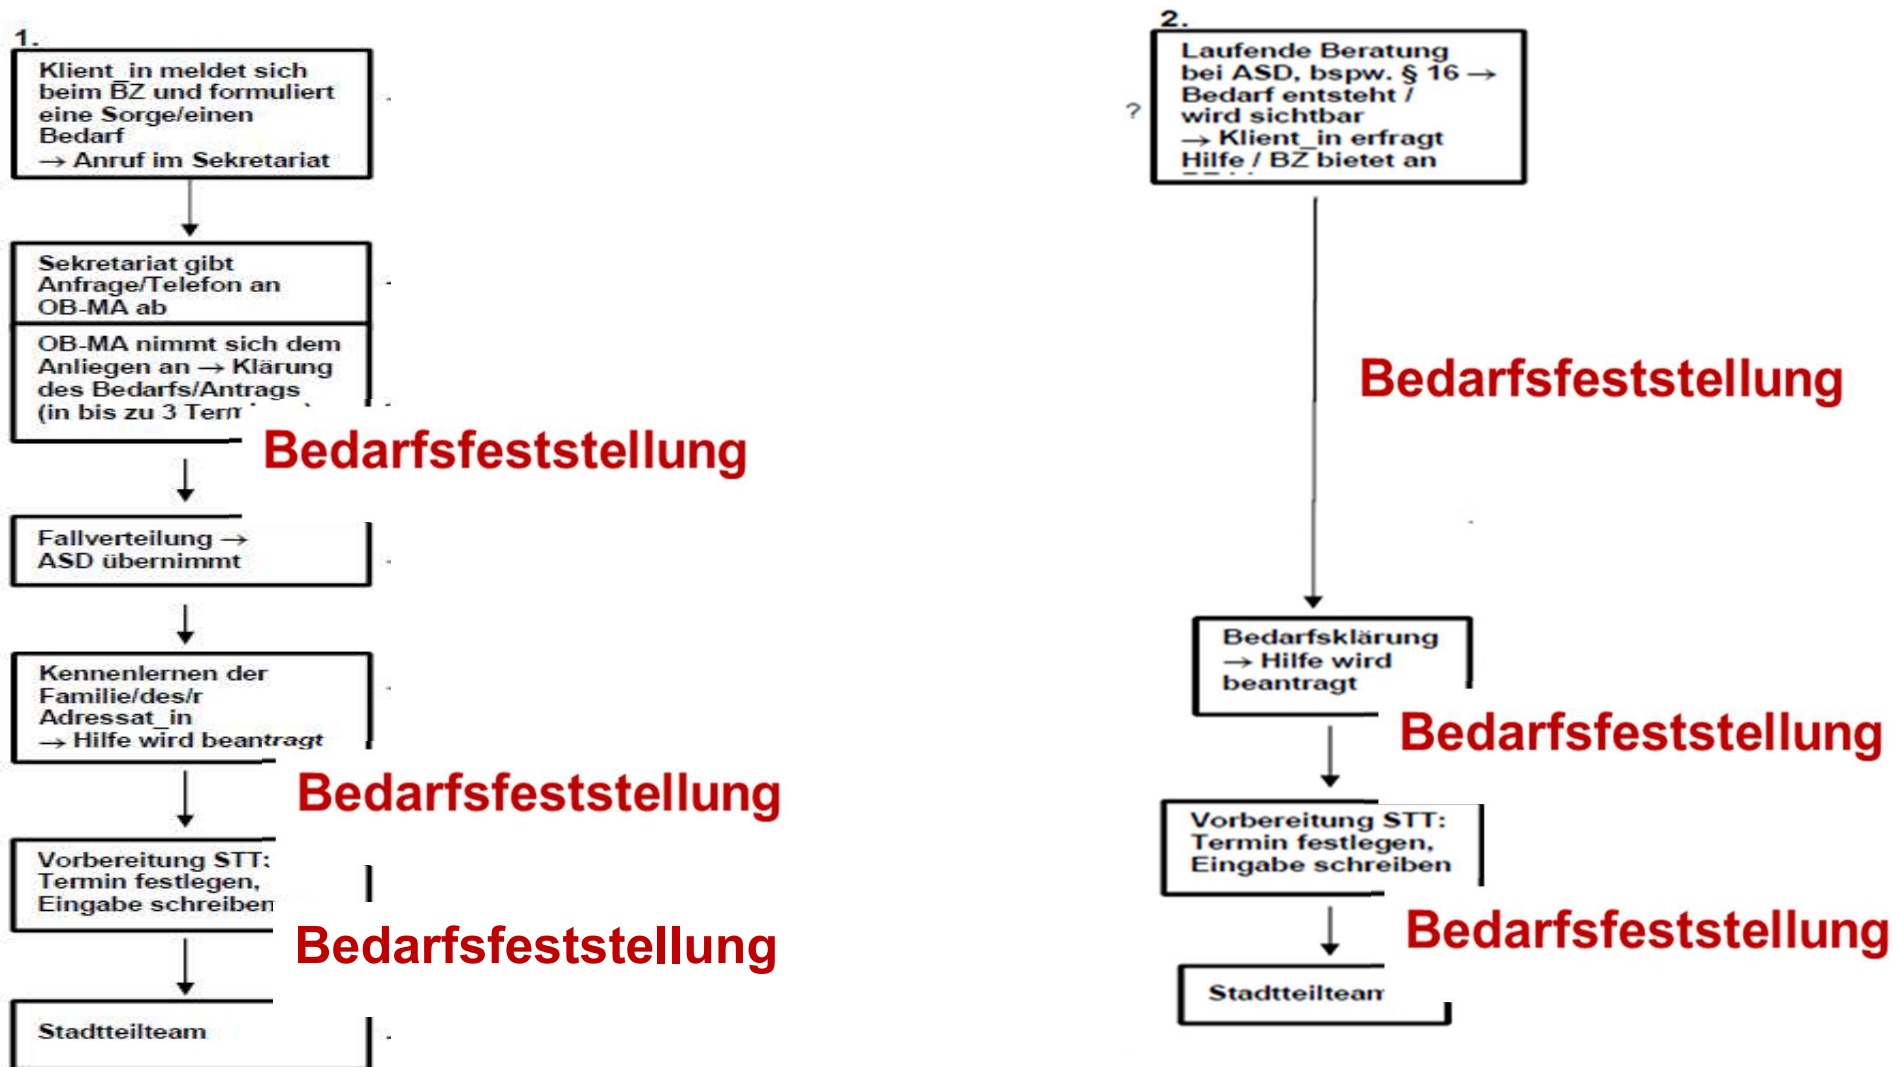 1.
Klient_in meldet sich
beim BZ und formuliert
eine Sorge/einen
Bedarf
→ Anruf im Sekretariat
Sekretariat gibt
Anfrage/Telefon an
OB-MA ab
OB-MA nimmt sich dem
Anliegen an → Klärung
des Bedarfs/Antrags
(in bis zu 3
Bedarfsfeststellung
Fallverteilung →
ASD übernimmt
Kennenlernen der
Familie/des/r
Adressat_in
→ Hilfe wird beantragt
Bedarfsfeststellung
Vorbereitung STT:
Termin festlegen,
Eingabe schreiben
Bedarfsfeststellung
Stadtteilteam
2.
Laufende Beratung
bei ASD, bspw. § 16 →
Bedarf entsteht /
wird sichtbar
→ Klient_in erfragt
Hilfe / BZ bietet an
?
Bedarfsfeststellung
Bedarfsklärung
→ Hilfe wird
beantragt
Bedarfsfeststellung
Vorbereitung STT:
Termin festlegen,
Eingabe schreiben
Bedarfsfeststellung
Stadtteilteam